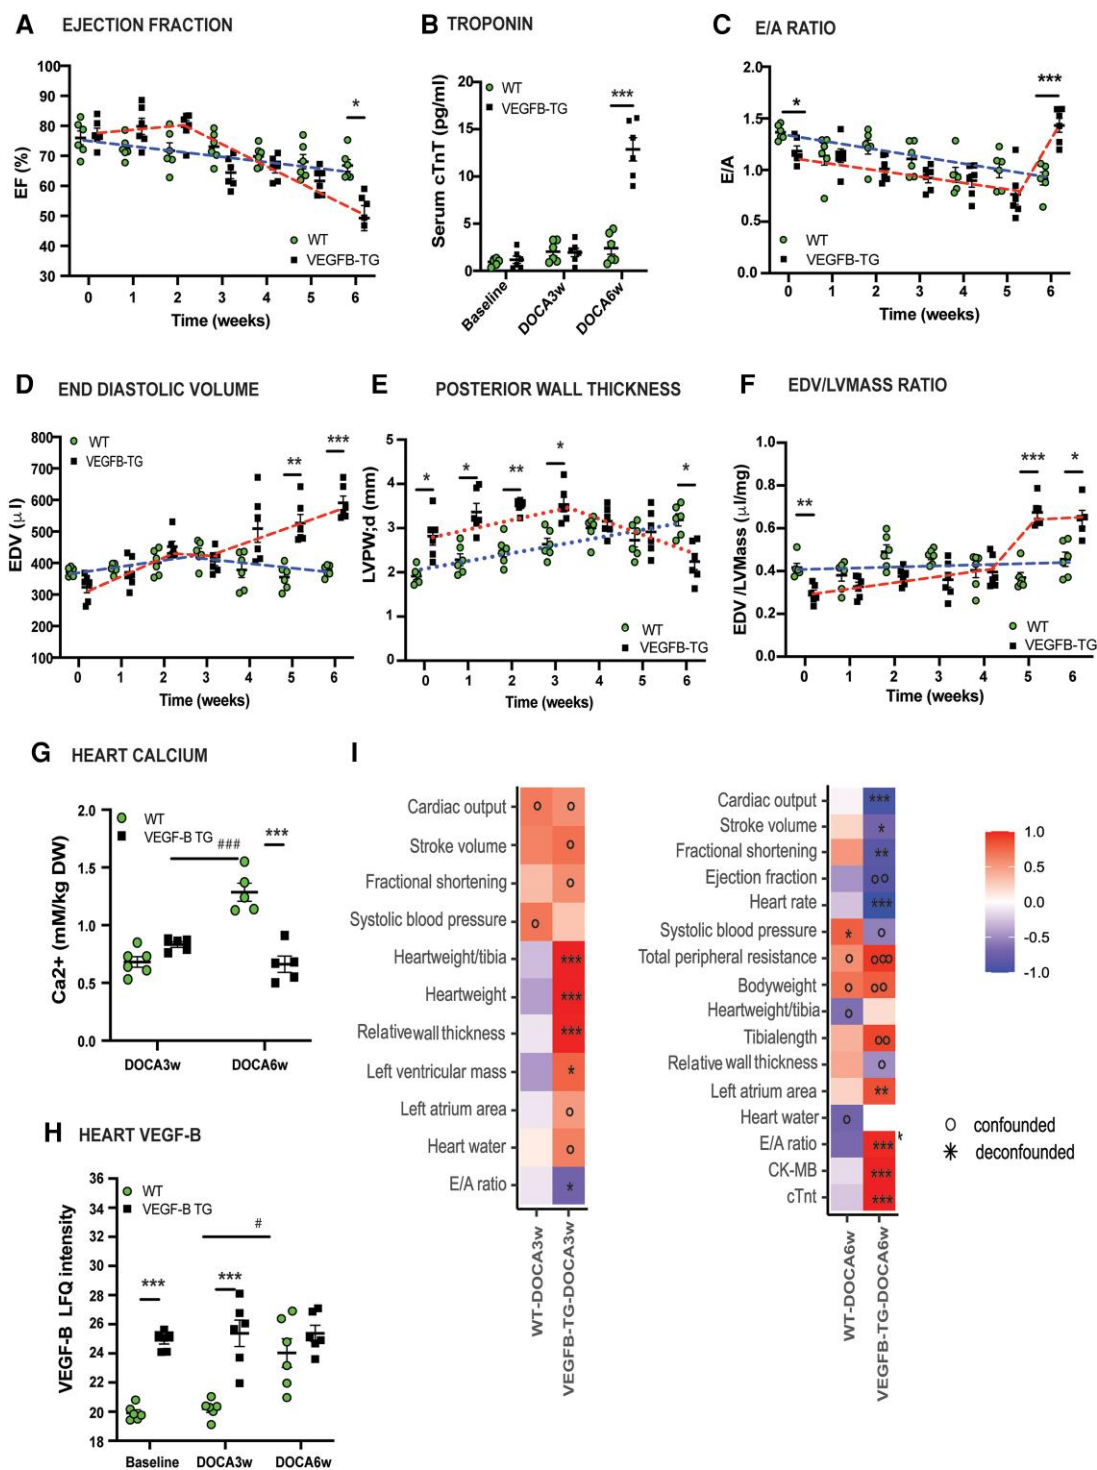 A EJECTION FRACTION
100
90
80
70
60
50
40
30
EF (%)
*
WT
VEGFB-TG
0 1 2 3 4 5 6
Time (weeks)
B TROPONIN
20
15
10
5
0
Serum cTnT (pg/ml)
WT
VEGFB-TG
***
Baseline
DOCA3w
DOCA6w
C E/A RATIO
2.0
1.5
1.0
0.5
0.0
E/A
*
***
WT
VEGFB-TG
0 1 2 3 4 5 6
Time (weeks)
D END DIASTOLIC VOLUME
800
700
600
500
400
300
200
100
EDV (μl)
WT
VEGFB-TG
**
***
0 1 2 3 4 5 6
Time (weeks)
E POSTERIOR WALL THICKNESS
5
4
3
2
1
0
LVPW;d (mm)
* * ** * *
WT
VEGFB-TG
0 1 2 3 4 5 6
Time (weeks)
F EDV/LVMASS RATIO
1.0
0.8
0.6
0.4
0.2
0.0
EDV /LVMass (μl/mg)
** *** *
WT
VEGFB-TG
0 1 2 3 4 5 6
Time (weeks)
G HEART CALCIUM
2.0
1.5
1.0
0.5
0.0
Ca2+ (mM/kg DW)
WT
VEGF-B TG
### ***
DOCA3w DOCA6w
H HEART VEGF-B
36
34
32
30
28
26
24
22
20
18
VEGF-B LFQ intensity
WT
VEGF-B TG
#
*** ***
Baseline DOCA3w DOCA6w
I
Cardiac output o o
Stroke volume o
Fractional shortening o
Systolic blood pressure o
Heartweight/tibia ***
Heartweight ***
Relative wall thickness ***
Left ventricular mass *
Left atrium area o
Heart water o
E/A ratio *
WT-DOCA3w
VEGFB-TG-DOCA3w
Cardiac output ***
Stroke volume *
Fractional shortening **
Ejection fraction oo
Heart rate ***
Systolic blood pressure * o
Total peripheral resistance o ooo
Bodyweight o oo
Heartweight/tibia o
Tibialength oo
Relative wall thickness o
Left atrium area **
Heart water o
E/A ratio *** *
CK-MB ***
cTnt ***
WT-DOCA6w
VEGFB-TG-DOCA6w
1.0
0.5
0.0
-0.5
-1.0
o confounded
* deconfounded